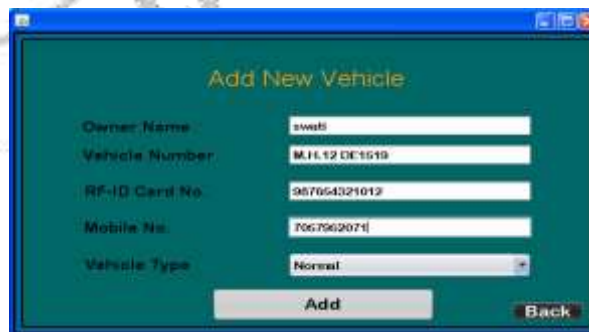 Add New Vehicle
Owner Name swati
Vehicle Number M.H.12 DE1519
RF-ID Card No. 987654321012
Mobile No. 7057962071
Vehicle Type Normal
Add
Back